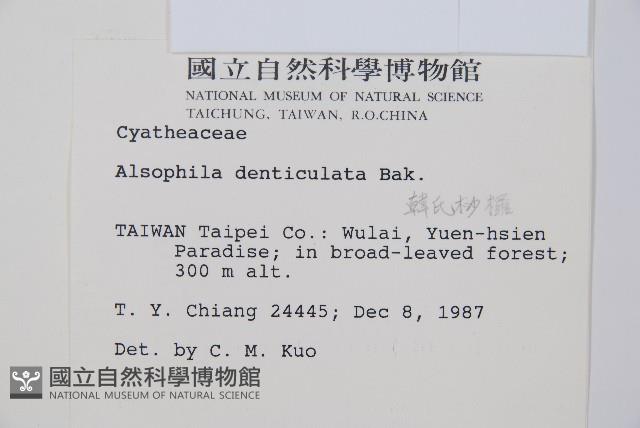 國立自然科學博物館
NATIONAL MUSEUM OF NATURAL SCIENCE
TAICHUNG, TAIWAN, R.O.CHINA
Cyatheaceae
Alsophila denticulata Bak.
韓氏桫欏
TAIWAN Taipei Co.: Wulai, Yuen-hsien
Paradise; in broad-leaved forest;
300 m alt.
T. Y. Chiang 24445; Dec 8, 1987
Det. by C. M. Kuo
國立自然科學博物館
NATIONAL MUSEUM OF NATURAL SCIENCE